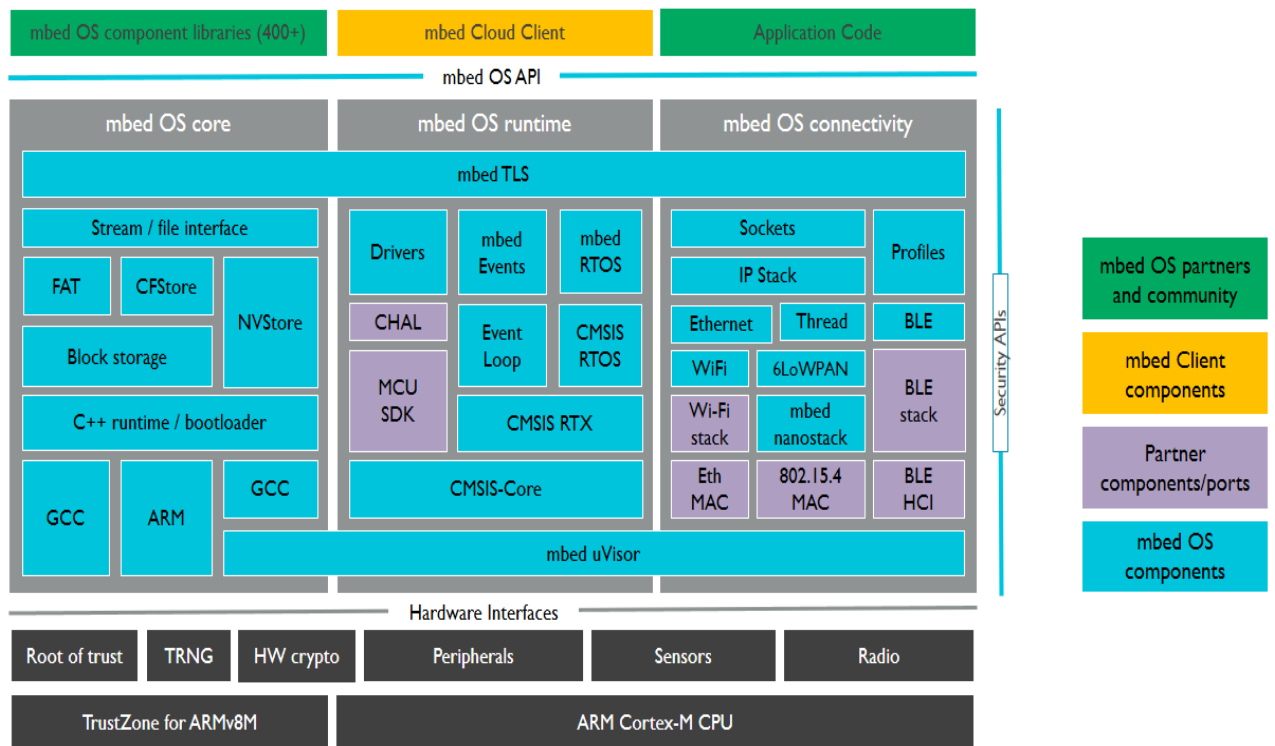 mbed OS component libraries (400+)
mbed Cloud Client
Application Code
mbed OS API
mbed OS core
mbed OS runtime
mbed OS connectivity
mbed TLS
Stream / file interface
FAT
CFStore
NVStore
Block storage
C++ runtime / bootloader
GCC
ARM
GCC
Drivers
mbed
Events
mbed
RTOS
CHAL
Event
Loop
CMSIS
RTOS
MCU
SDK
CMSIS RTX
CMSIS-Core
Sockets
Profiles
IP Stack
Ethernet
Thread
BLE
WiFi
6LoWPAN
BLE
stack
Wi-Fi
stack
mbed
nanostack
Eth
MAC
802.15.4
MAC
BLE
HCI
mbed uVisor
Security APIs
Hardware Interfaces
Root of trust
TRNG
HW crypto
Peripherals
Sensors
Radio
TrustZone for ARMv8M
ARM Cortex-M CPU
mbed OS partners
and community
mbed Client
components
Partner
components/ports
mbed OS
components